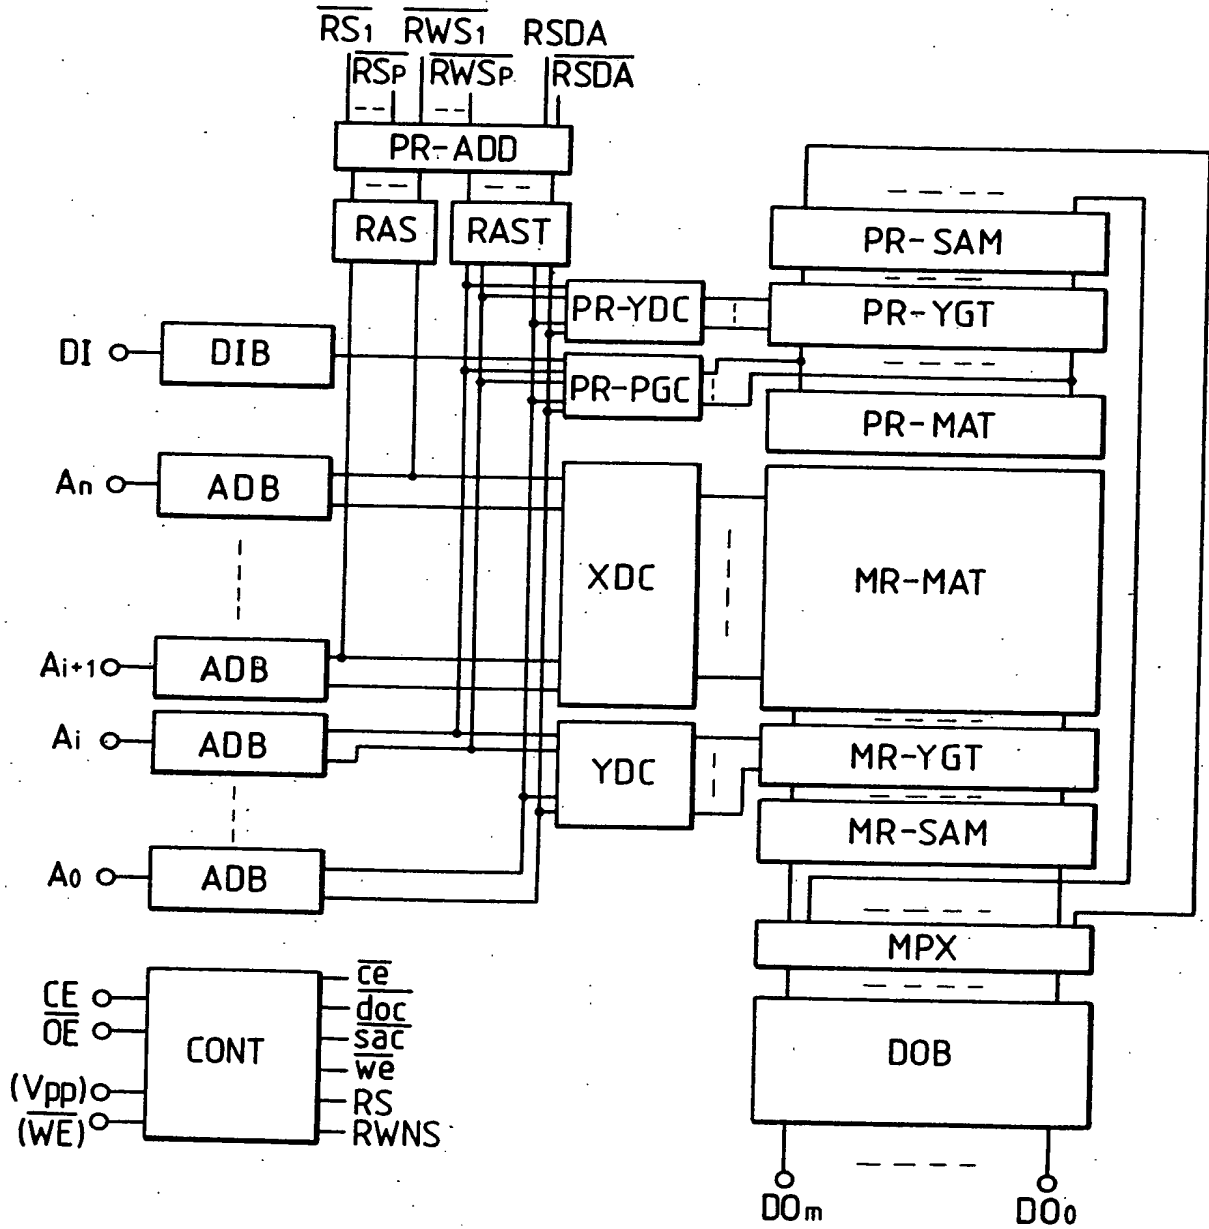 RS1 RWS1 RSDA
RSP RWSP RSDA
PR-ADD
RAS RAST
PR-SAM
PR-YDC PR-YGT
DI DIB
PR-PGC PR-MAT
An ADB
XDC MR-MAT
Ai+1 ADB
Ai ADB
YDC MR-YGT
MR-SAM
A0 ADB
MPX
CE OE (Vpp) (WE)
CONT
ce
doc
sac
we
RS
RWNS
DOB
DOm DO0